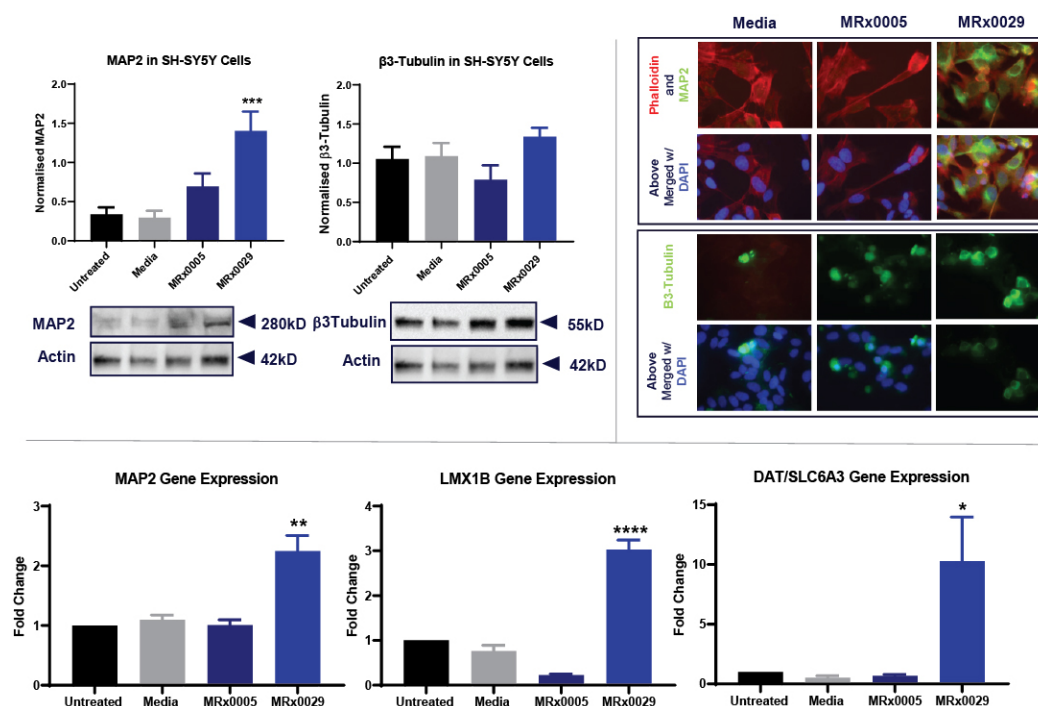 MAP2 in SH-SY5Y Cells
Normalised MAP2
2.0
1.5
1.0
0.5
0.0
***
Untreated
Media
MRx0005
MRx0029
MAP2
280kD
Actin
42kD
β3-Tubulin in SH-SY5Y Cells
Normalised β3-Tubulin
2.0
1.5
1.0
0.5
0.0
Untreated
Media
MRx0005
MRx0029
β3Tubulin
55kD
Actin
42kD
Media
MRx0005
MRx0029
Phalloidin
and
MAP2
Above
Merged w/
DAPI
B3-Tubulin
Above
Merged w/
DAPI
MAP2 Gene Expression
Fold Change
3
2
1
0
**
Untreated
Media
MRx0005
MRx0029
LMX1B Gene Expression
Fold Change
4
3
2
1
0
****
Untreated
Media
MRx0005
MRx0029
DAT/SLC6A3 Gene Expression
Fold Change
15
10
5
0
*
Untreated
Media
MRx0005
MRx0029